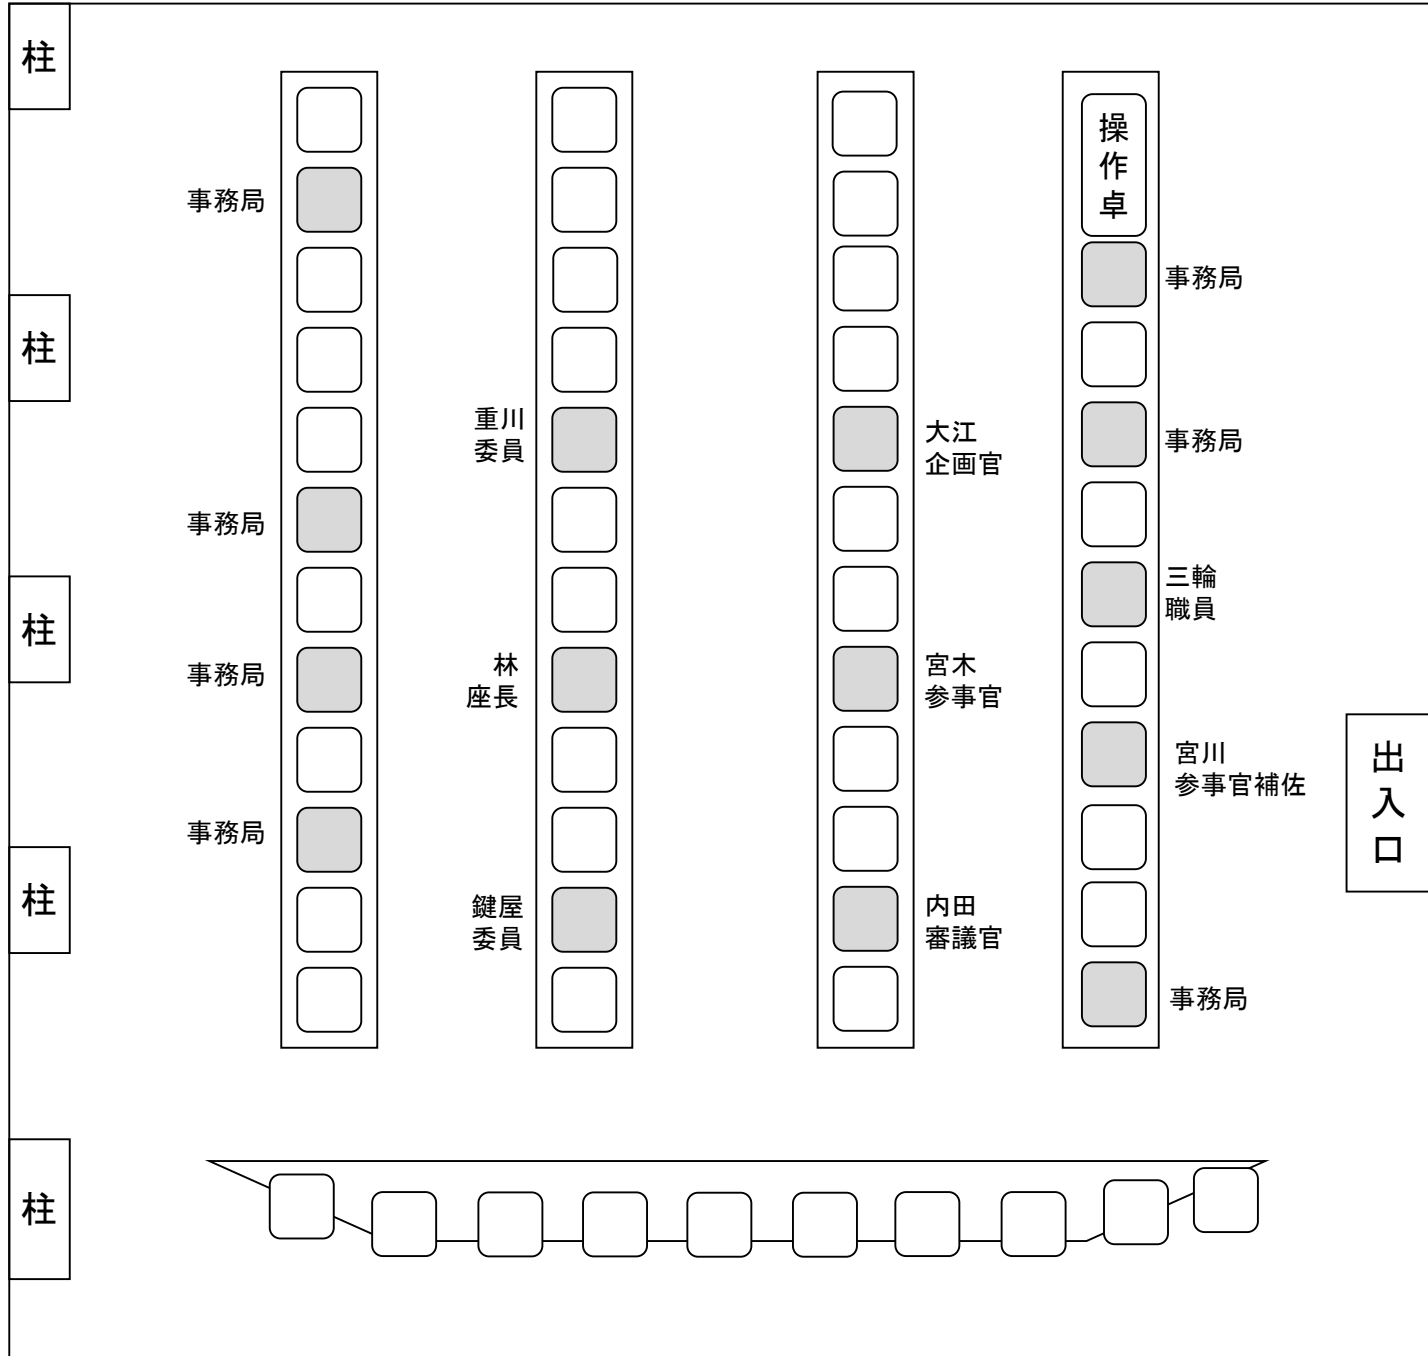 柱
操作卓
事務局
事務局
柱
重川
委員
大江
企画官
事務局
事務局
三輪
職員
柱
事務局
林
座長
宮木
参事官
宮川
参事官補佐
出入口
事務局
柱
鍵屋
委員
内田
審議官
事務局
柱